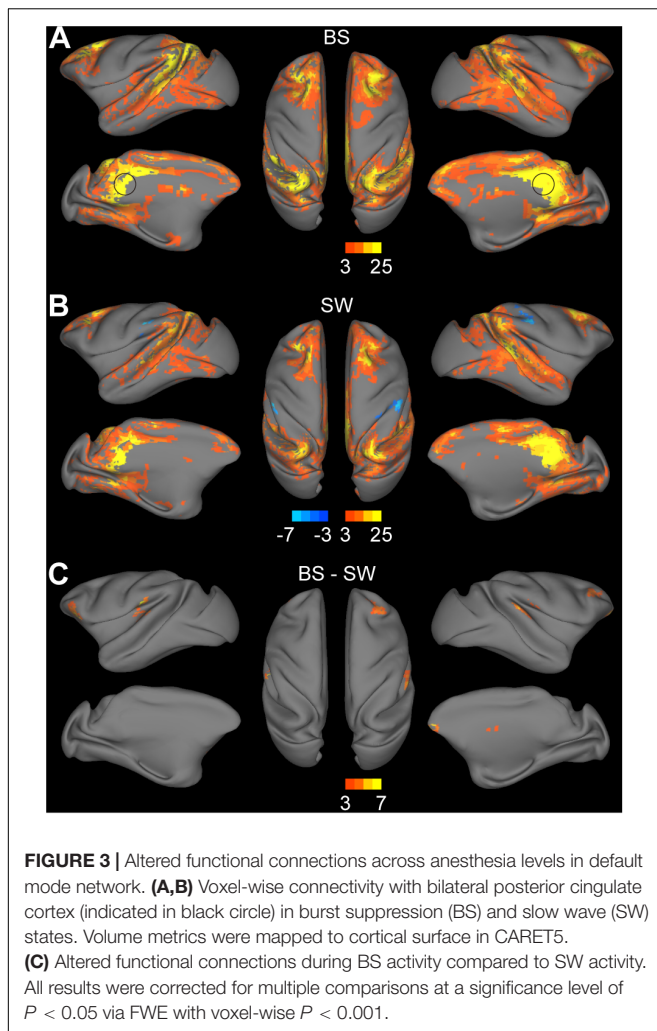 A
BS
3 25
B
SW
-7 -3 3 25
C
BS - SW
3 7
FIGURE 3 | Altered functional connections across anesthesia levels in default
mode network. (A,B) Voxel-wise connectivity with bilateral posterior cingulate
cortex (indicated in black circle) in burst suppression (BS) and slow wave (SW)
states. Volume metrics were mapped to cortical surface in CARET5.
(C) Altered functional connections during BS activity compared to SW activity.
All results were corrected for multiple comparisons at a significance level of
P < 0.05 via FWE with voxel-wise P < 0.001.